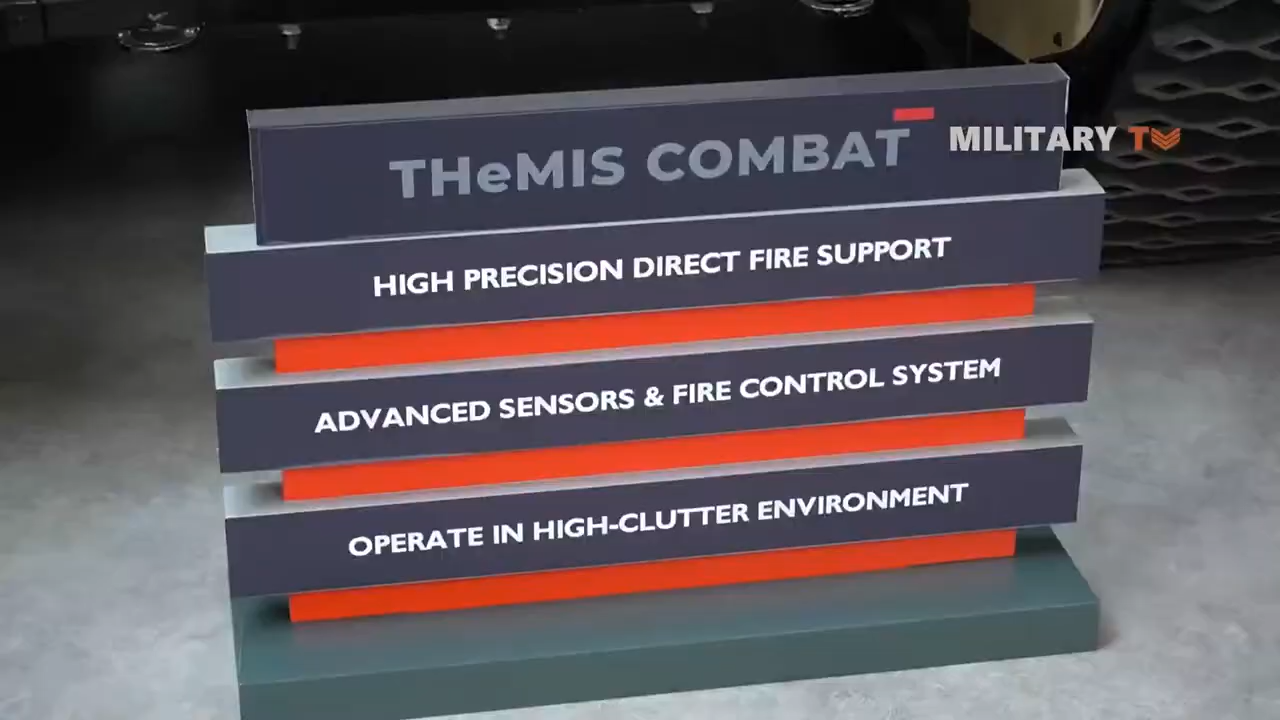 THeMIS COMBAT
MILITARY TV
HIGH PRECISION DIRECT FIRE SUPPORT
ADVANCED SENSORS & FIRE CONTROL SYSTEM
OPERATE IN HIGH-CLUTTER ENVIRONMENT